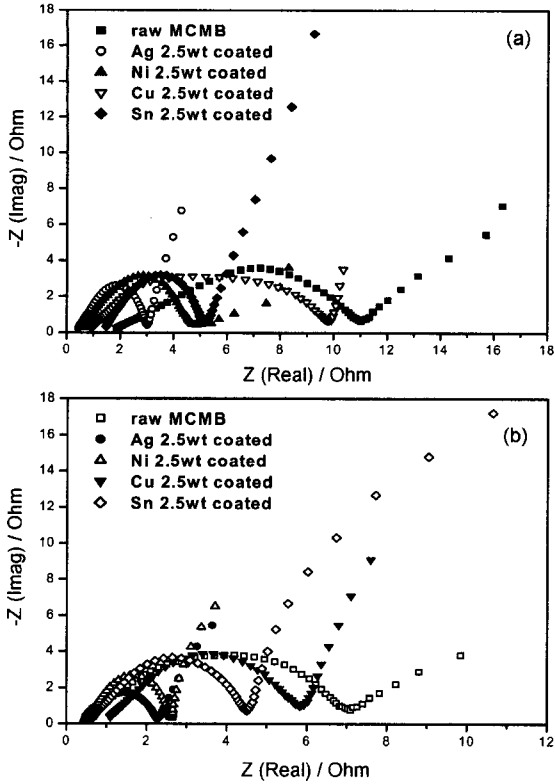 (a)
raw MCMB
Ag 2.5wt coated
Ni 2.5wt coated
Cu 2.5wt coated
Sn 2.5wt coated
18
16
14
12
10
8
6
4
2
0
-Z (Imag) / Ohm
0 2 4 6 8 10 12 14 16 18
Z (Real) / Ohm
(b)
raw MCMB
Ag 2.5wt coated
Ni 2.5wt coated
Cu 2.5wt coated
Sn 2.5wt coated
18
16
14
12
10
8
6
4
2
0
-Z (Imag) / Ohm
0 2 4 6 8 10 12
Z (Real) / Ohm